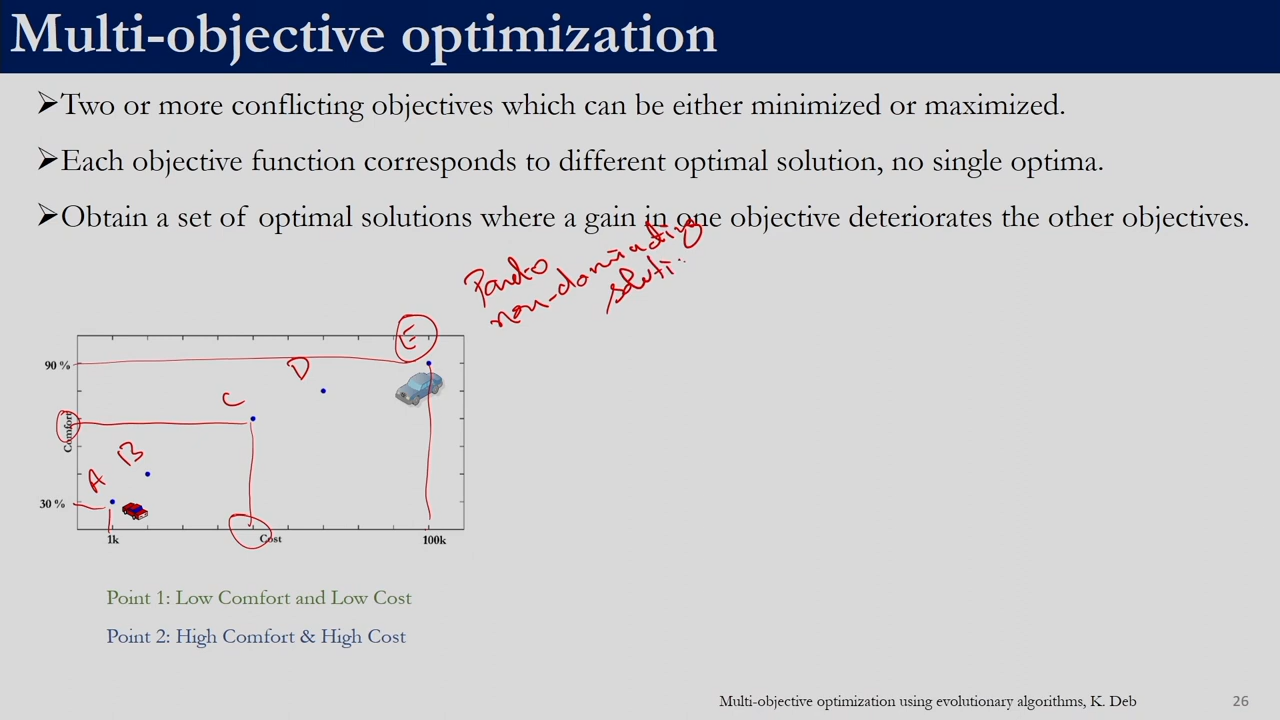 Multi-objective optimization
➤Two or more conflicting objectives which can be either minimized or maximized.
➤Each objective function corresponds to different optimal solution, no single optima.
➤Obtain a set of optimal solutions where a gain in one objective deteriorates the other objectives.
Pareto
non-dominating
soluti
E
90 %
D
C
Comfort
B
A
30 %
1k
Cost
100k
Point 1: Low Comfort and Low Cost
Point 2: High Comfort & High Cost
Multi-objective optimization using evolutionary algorithms, K. Deb
26